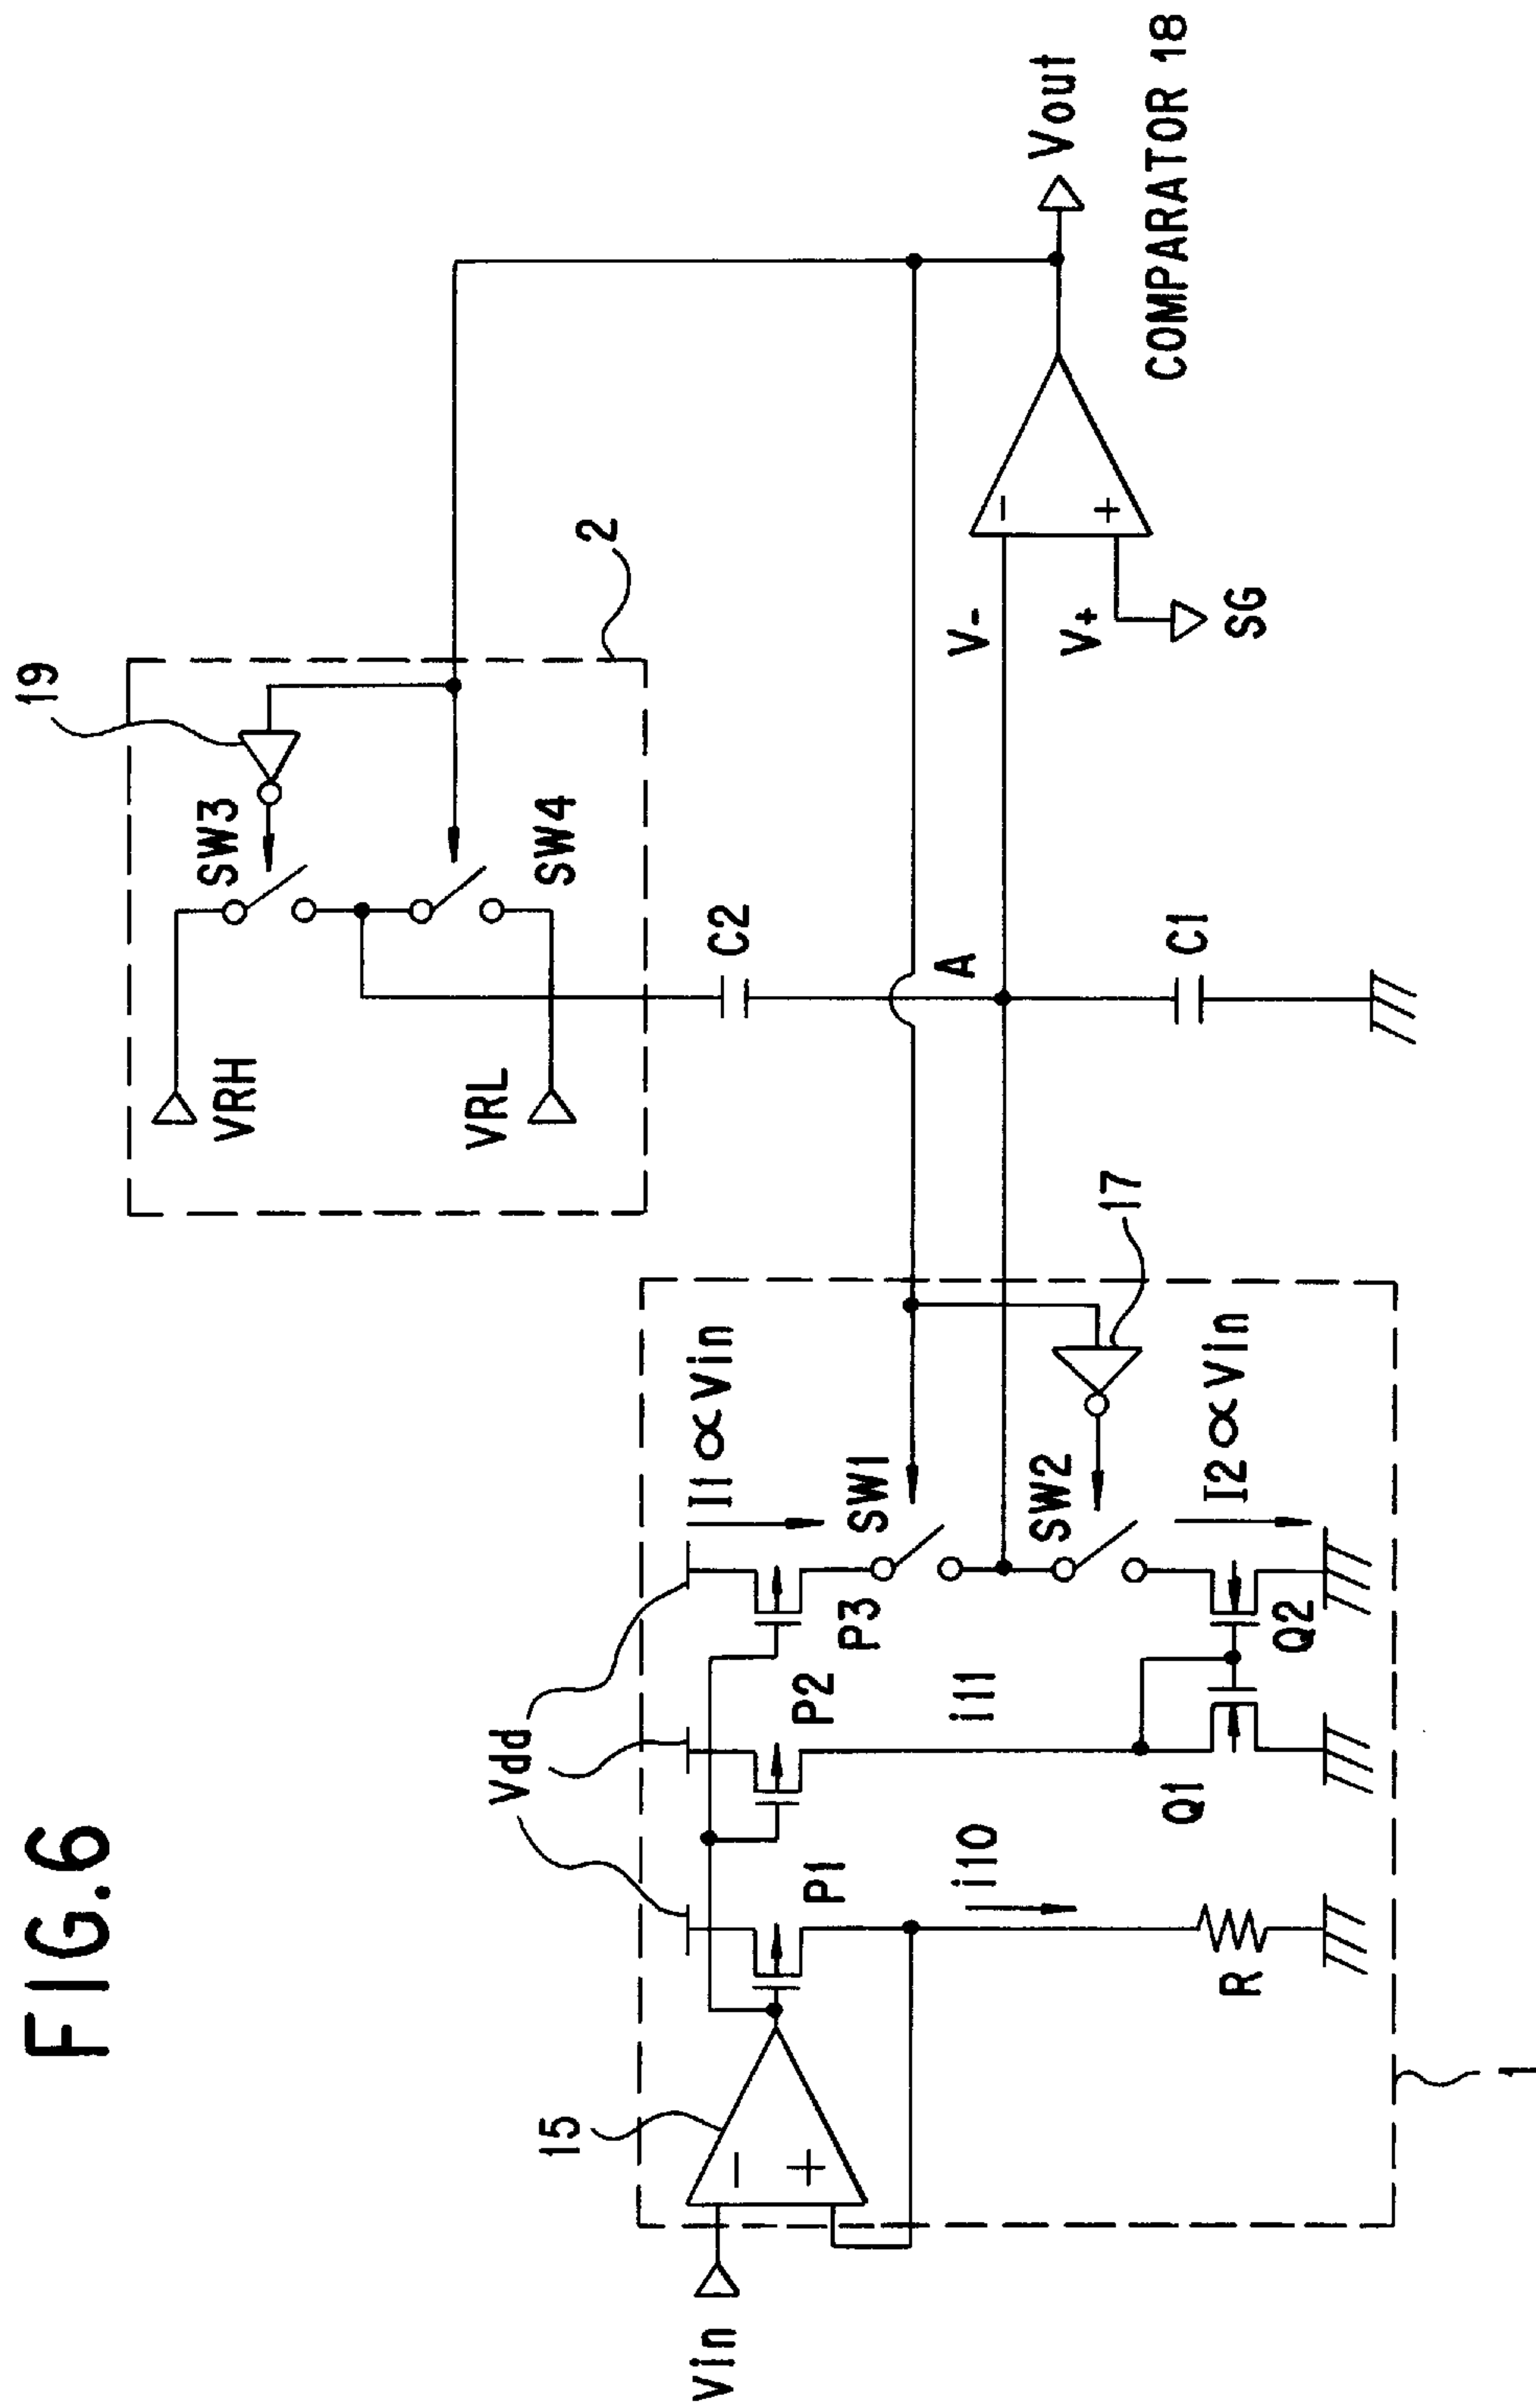 FIG.6
19
VRH
SW3
VRL
SW4
2
C2
Vdd
I1∝Vin
15
P1
P2
P3
SW1
A
V-
Vout
Vin
i10
i11
SW2
17
V+
R
Q1
Q2
I2∝Vin
C1
SG
COMPARATOR 18
1